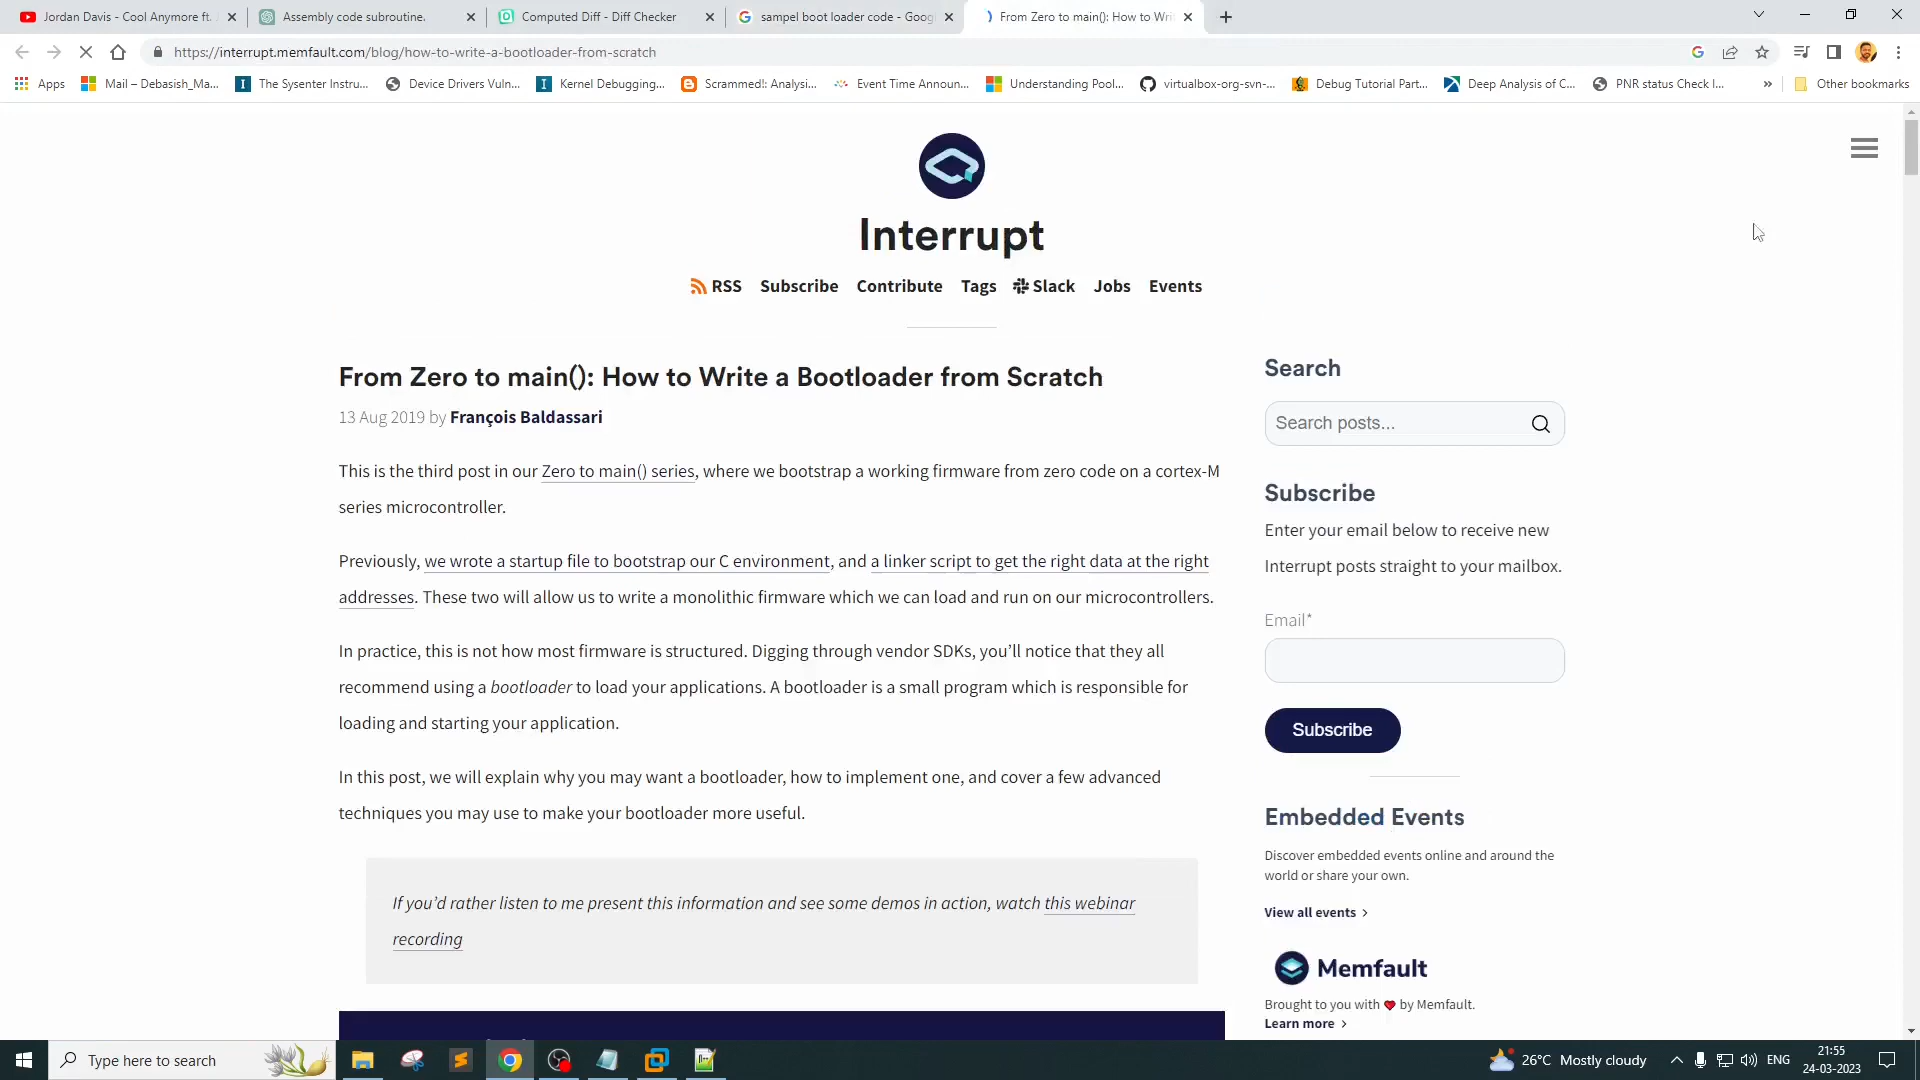 Jordan Davis - Cool Anymore ft.
Assembly code subroutine.
Computed Diff - Diff Checker
sampel boot loader code - Goog
From Zero to main(): How to Wri
https://interrupt.memfault.com/blog/how-to-write-a-bootloader-from-scratch
Apps
Mail – Debasish_Ma...
The Sysenter Instru...
Device Drivers Vuln...
Kernel Debugging...
Scrammed!: Analysi...
Event Time Announ...
Understanding Pool...
virtualbox-org-svn-...
Debug Tutorial Part...
Deep Analysis of C...
PNR status Check I...
»
Other bookmarks
Interrupt
RSS Subscribe Contribute Tags Slack Jobs Events
From Zero to main(): How to Write a Bootloader from Scratch
13 Aug 2019 by François Baldassari
This is the third post in our Zero to main() series, where we bootstrap a working firmware from zero code on a cortex-M
series microcontroller.
Previously, we wrote a startup file to bootstrap our C environment, and a linker script to get the right data at the right
addresses. These two will allow us to write a monolithic firmware which we can load and run on our microcontrollers.
In practice, this is not how most firmware is structured. Digging through vendor SDKs, you’ll notice that they all
recommend using a bootloader to load your applications. A bootloader is a small program which is responsible for
loading and starting your application.
In this post, we will explain why you may want a bootloader, how to implement one, and cover a few advanced
techniques you may use to make your bootloader more useful.
If you’d rather listen to me present this information and see some demos in action, watch this webinar
recording
Search
Search posts...
Subscribe
Enter your email below to receive new
Interrupt posts straight to your mailbox.
Email*
Subscribe
Embedded Events
Discover embedded events online and around the
world or share your own.
View all events >
Memfault
Brought to you with ❤ by Memfault.
Learn more >
Type here to search
26°C Mostly cloudy
ENG
21:55
24-03-2023